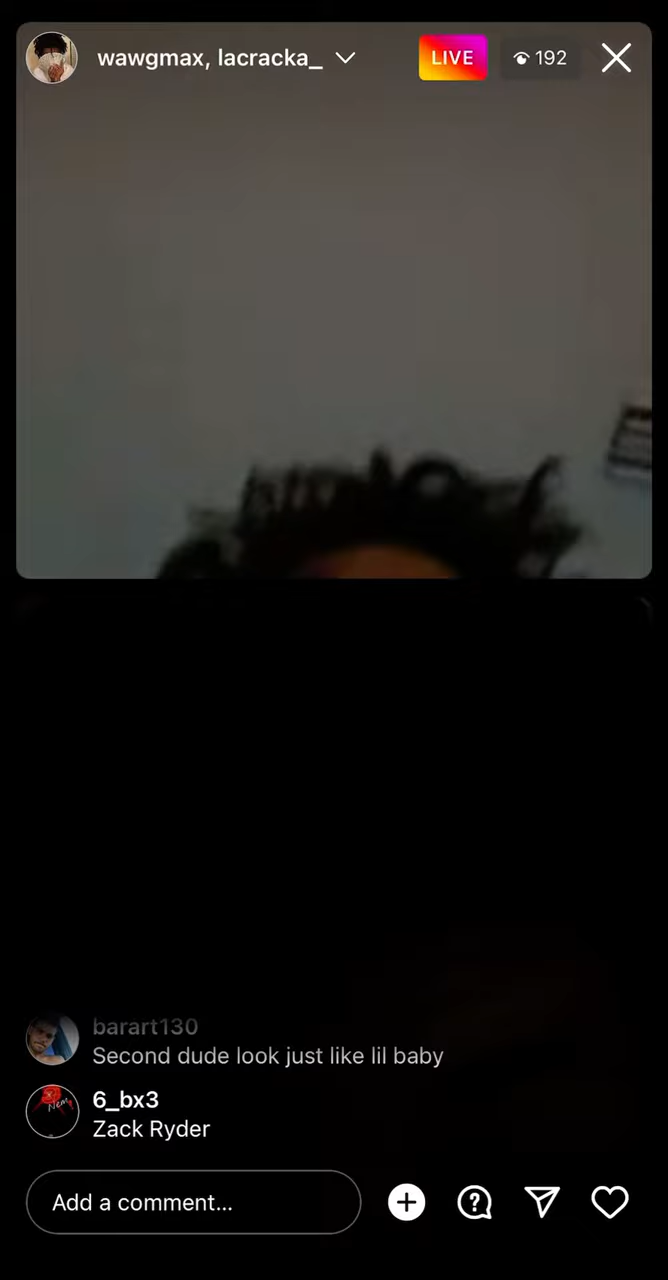 wawgmax, lacracka_
LIVE
192
barart130
Second dude look just like lil baby
6_bx3
Zack Ryder
Add a comment...